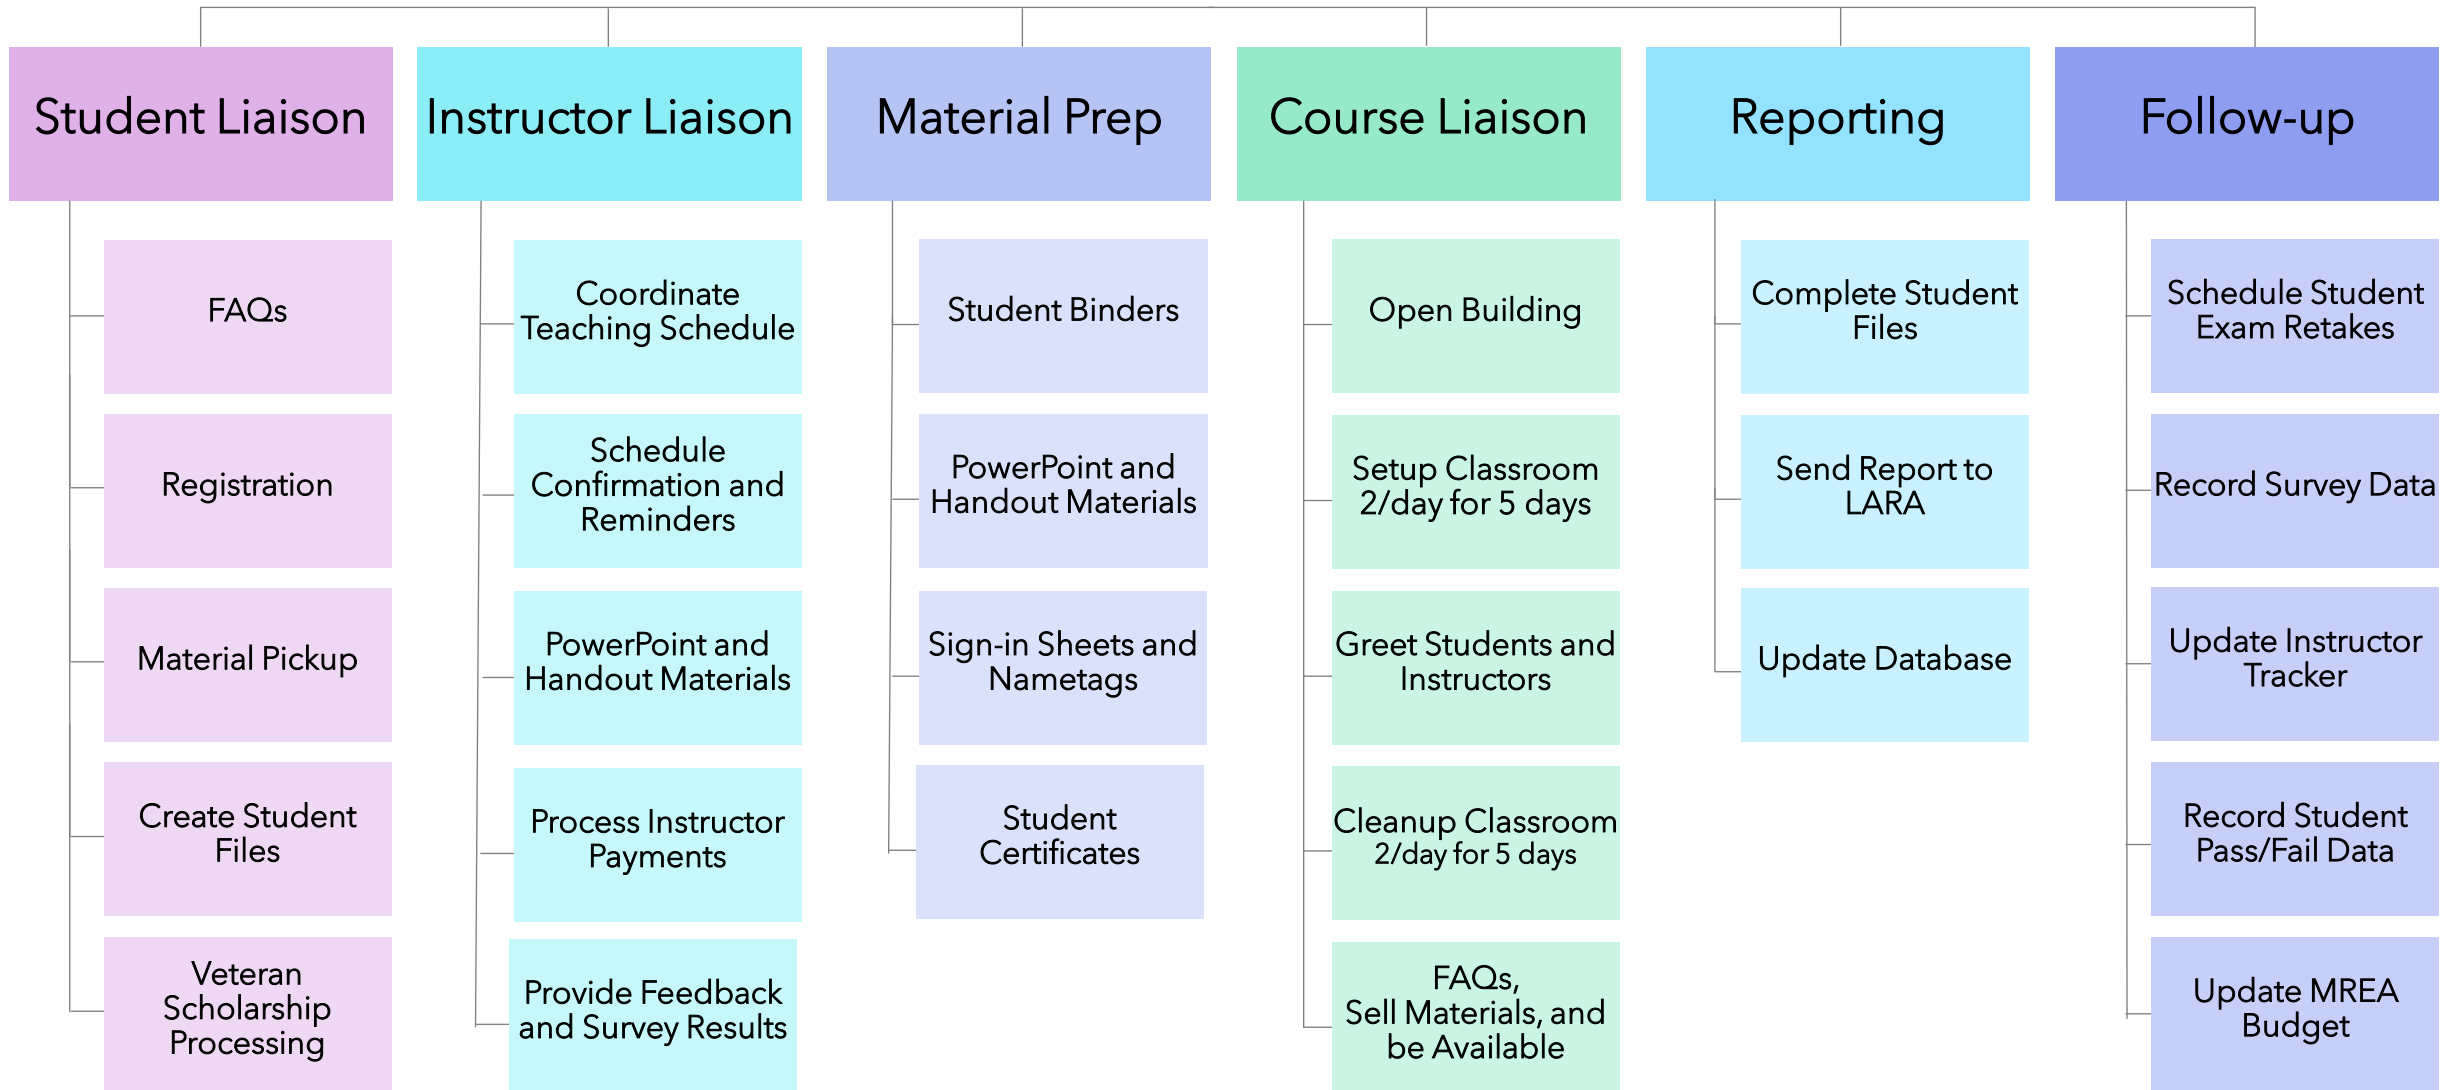 Student Liaison
FAQs
Registration
Material Pickup
Create Student
Files
Veteran
Scholarship
Processing
Instructor Liaison
Coordinate
Teaching Schedule
Schedule
Confirmation and
Reminders
PowerPoint and
Handout Materials
Process Instructor
Payments
Provide Feedback
and Survey Results
Material Prep
Student Binders
PowerPoint and
Handout Materials
Sign-in Sheets and
Nametags
Student
Certificates
Course Liaison
Open Building
Setup Classroom
2/day for 5 days
Greet Students and
Instructors
Cleanup Classroom
2/day for 5 days
FAQs,
Sell Materials, and
be Available
Reporting
Complete Student
Files
Send Report to
LARA
Update Database
Follow-up
Schedule Student
Exam Retakes
Record Survey Data
Update Instructor
Tracker
Record Student
Pass/Fail Data
Update MREA
Budget